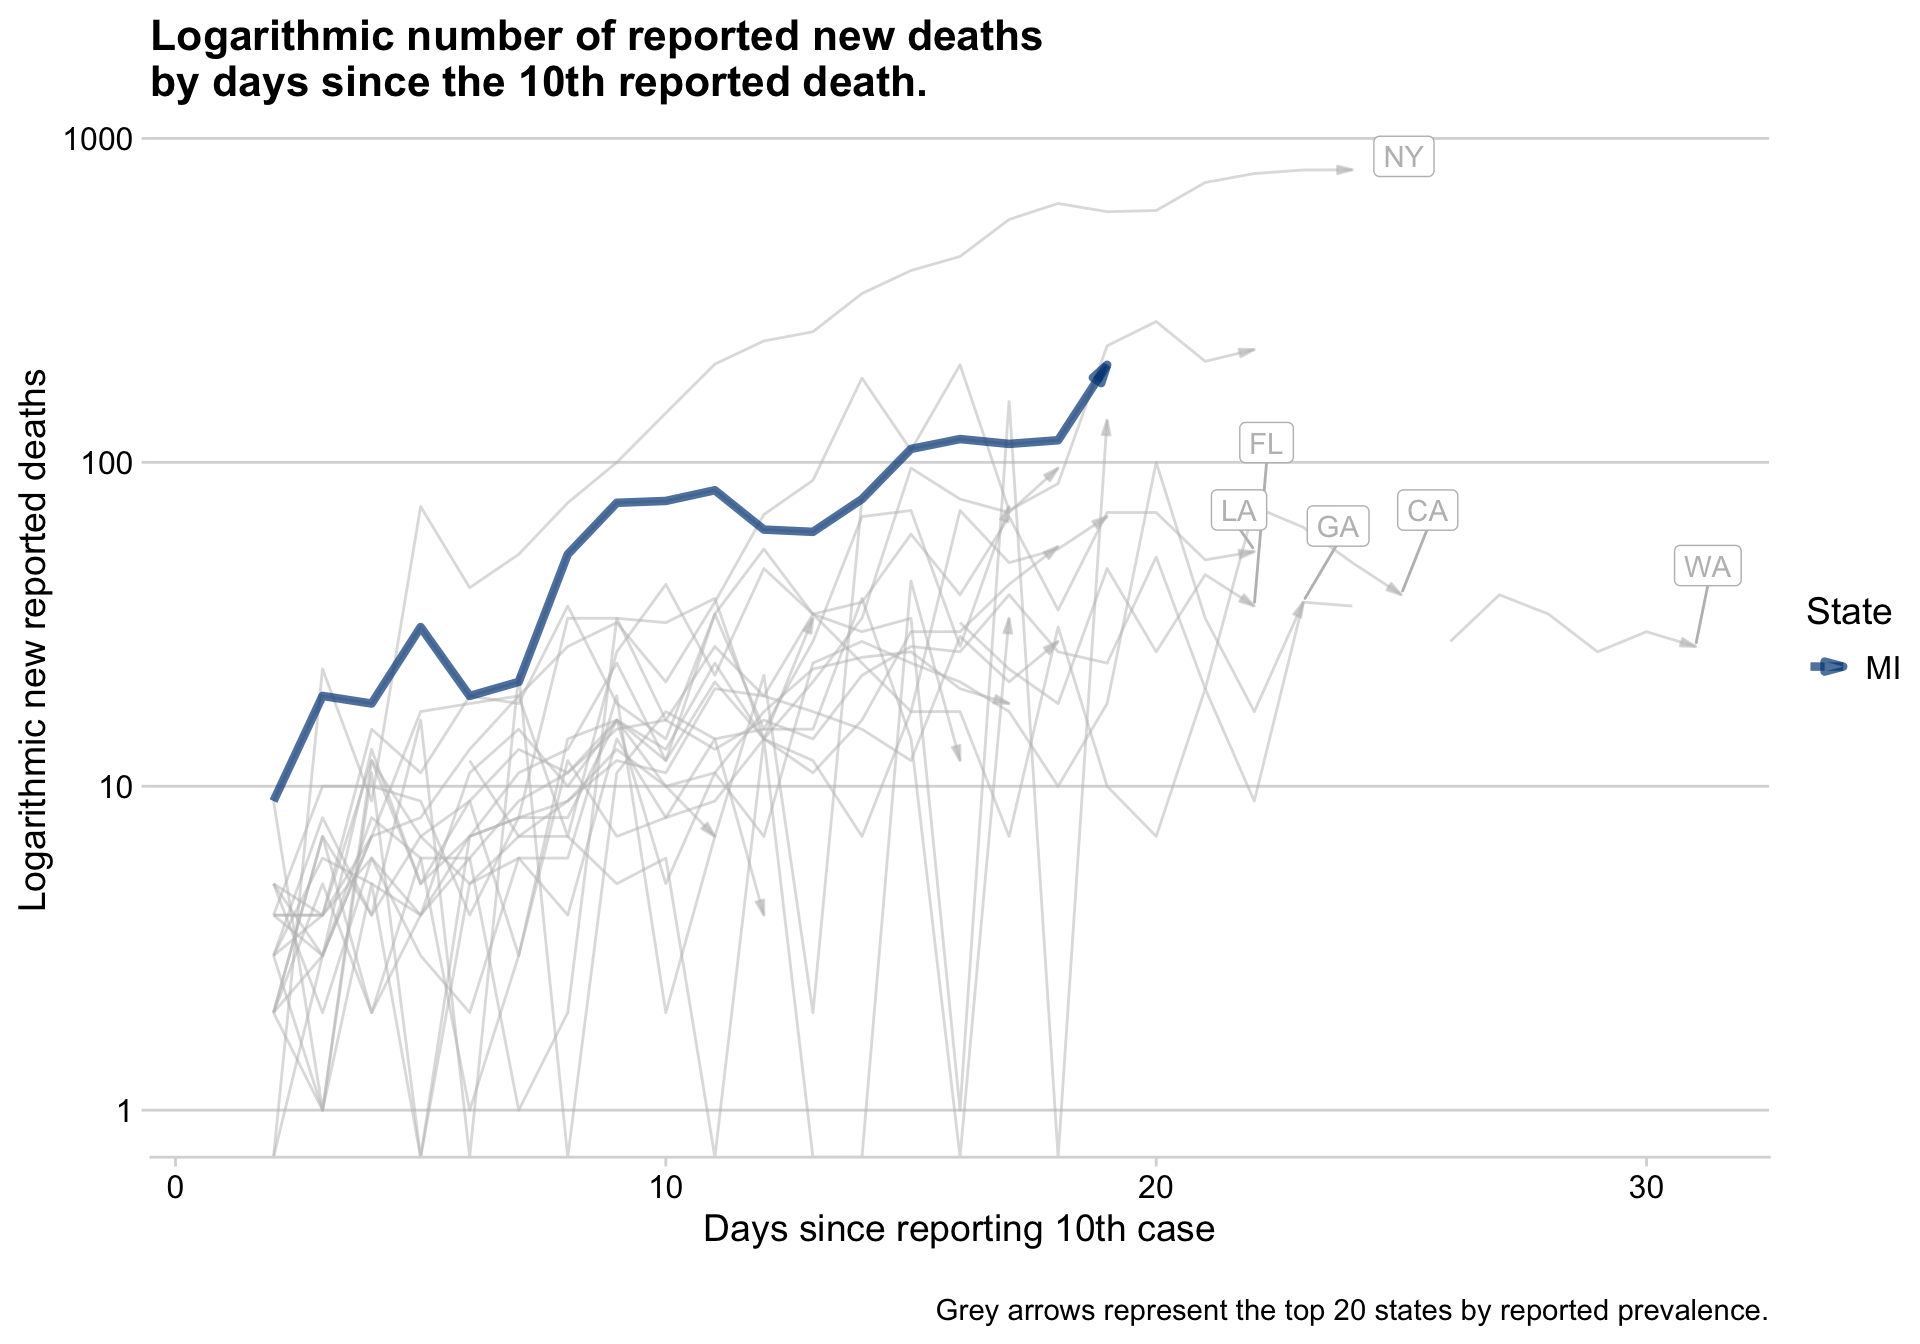 Logarithmic number of reported new deaths
by days since the 10th reported death.
1000
100
10
1
Logarithmic new reported deaths
NY
FL
LA
GA
CA
WA
State
MI
0
10
20
30
Days since reporting 10th case
Grey arrows represent the top 20 states by reported prevalence.